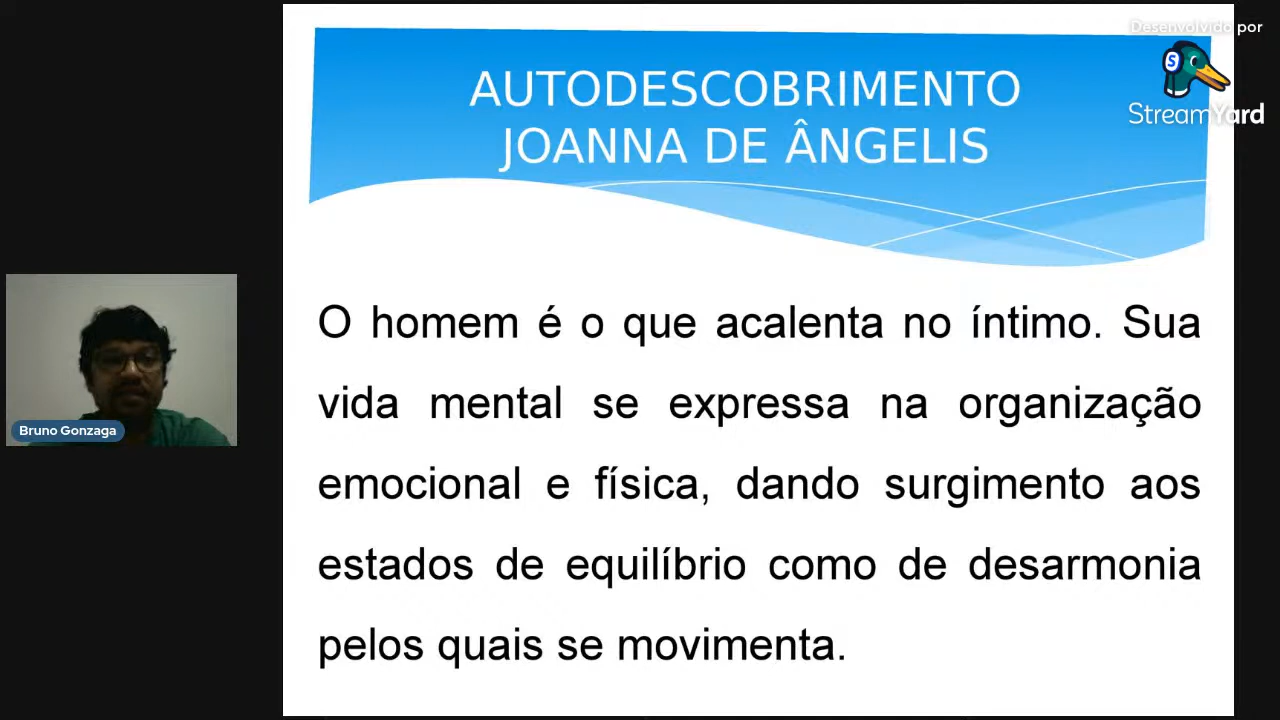 Desenvolvido por
StreamYard
AUTODESCOBRIMENTO
JOANNA DE ÂNGELIS
O homem é o que acalenta no íntimo. Sua
vida mental se expressa na organização
emocional e física, dando surgimento aos
estados de equilíbrio como de desarmonia
pelos quais se movimenta.
Bruno Gonzaga